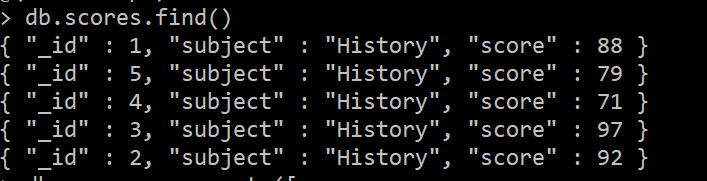 > db.scores.find()
{ "_id" : 1, "subject" : "History", "score" : 88 }
{ "_id" : 5, "subject" : "History", "score" : 79 }
{ "_id" : 4, "subject" : "History", "score" : 71 }
{ "_id" : 3, "subject" : "History", "score" : 97 }
{ "_id" : 2, "subject" : "History", "score" : 92 }